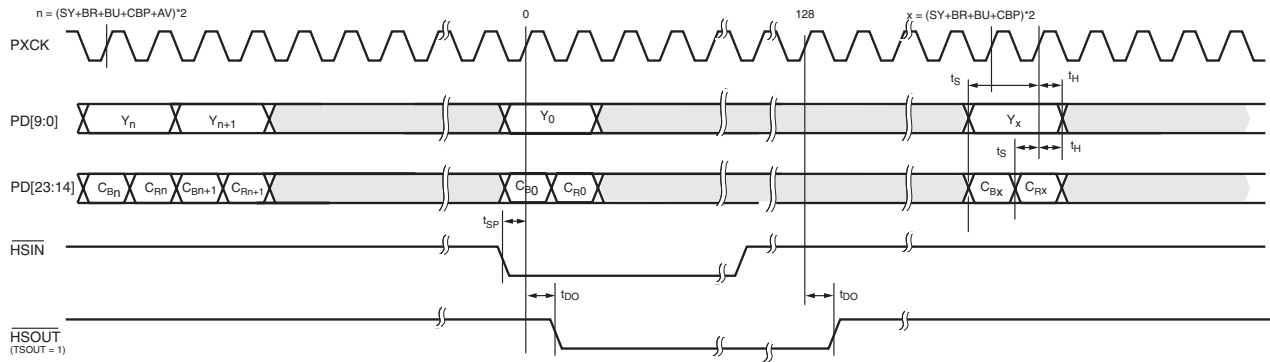 n = (SY+BR+BU+CBP+AV)*2 0 128 x = (SY+BR+BU+CBP)*2
PXCK
tS tH
PD[9:0] Yn Yn+1 Y0 Yx
tS tH
PD[23:14] CBn CRn CBn+1 CRn+1 CB0 CR0 CBx CRx
tSP
HSIN
tDO tDO
HSOUT
(TSOUT = 1)